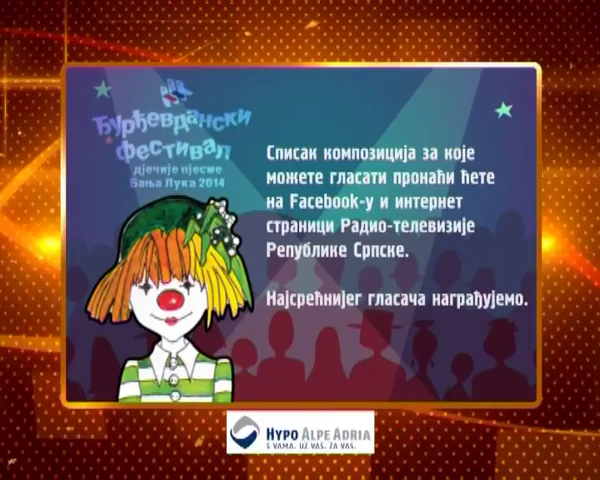 Ђурђевдански
фестивал
дјечије пјесме
Бања Лука 2014
Списак композиција за које
можете гласати пронаћи ћете
на Facebook-у и интернет
страници Радио-телевизије
Републике Српске.
Најсрећнијег гласача награђујемо.
HYPO ALPE ADRIA
S VAMA. UZ VAS. ZA VAS.